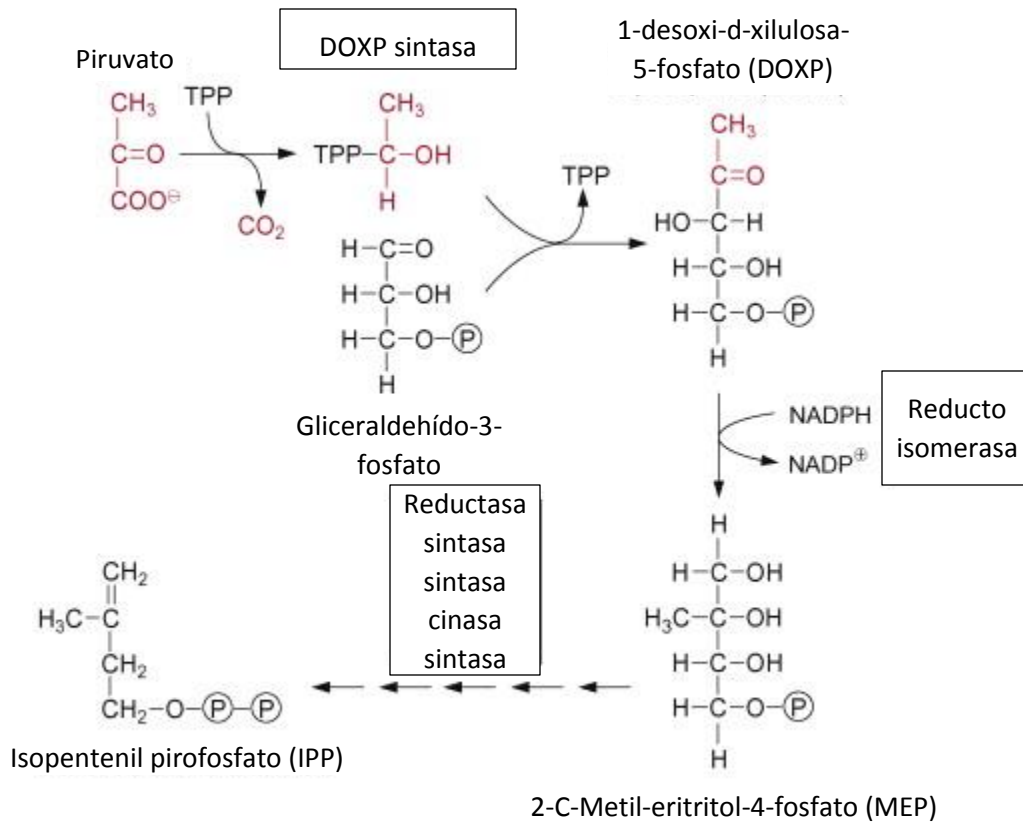 Piruvato
TPP
CH₃
C=O
COO⊖
CO₂
DOXP sintasa
CH₃
TPP–C–OH
H
H–C=O
H–C–OH
H–C–O–P
H
Gliceraldehído-3-
fosfato
TPP
1-desoxi-d-xilulosa-
5-fosfato (DOXP)
CH₃
C=O
HO–C–H
H–C–OH
H–C–O–P
H
NADPH
NADP⊕
Reducto
isomerasa
H
H–C–OH
H₃C–C–OH
H–C–OH
H–C–O–P
H
2-C-Metil-eritritol-4-fosfato (MEP)
Reductasa
sintasa
sintasa
cinasa
sintasa
CH₂
H₃C–C
CH₂
CH₂–O–P–P
Isopentenil pirofosfato (IPP)